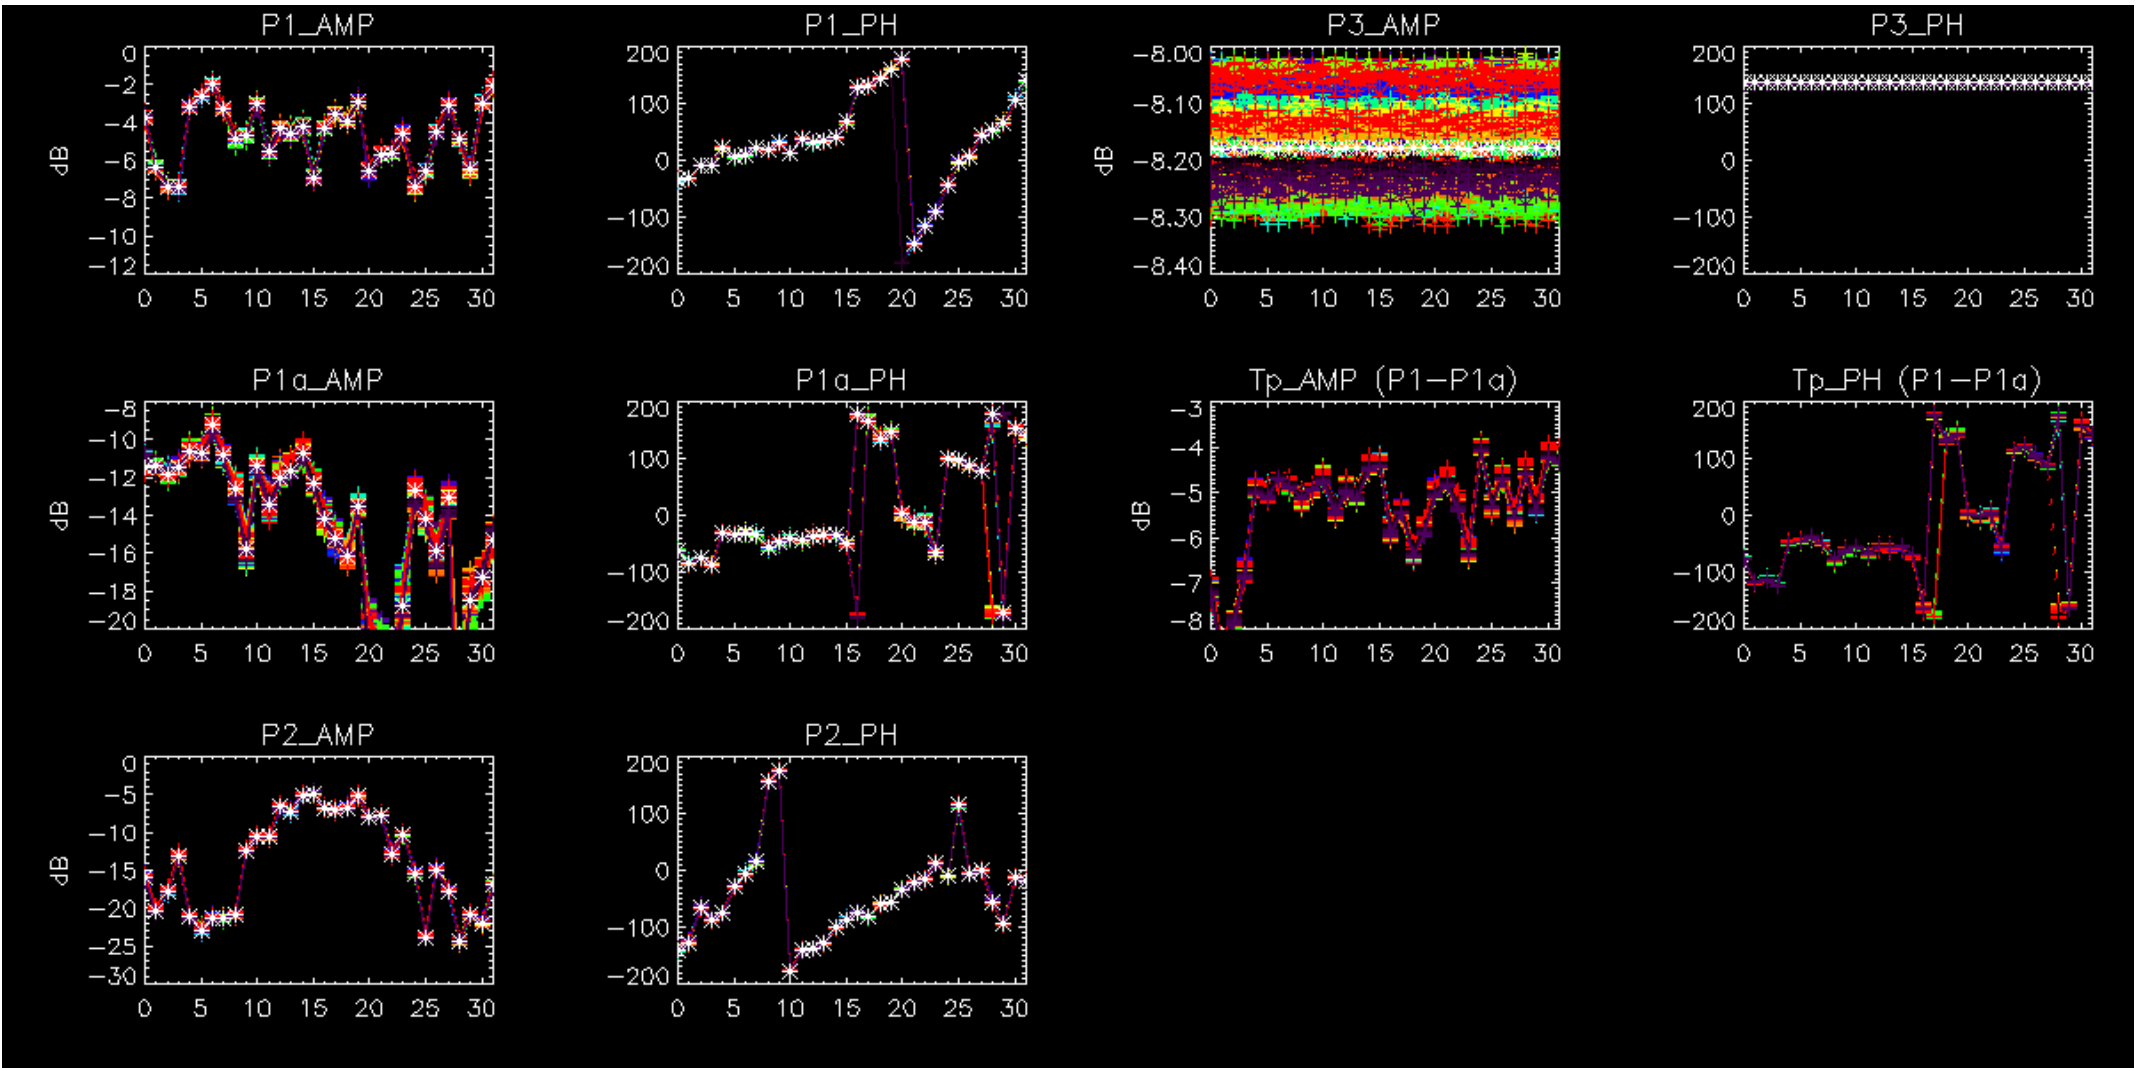 P1_AMP
dB
0
−2
−4
−6
−8
−10
−12
0 5 10 15 20 25 30
P1_PH
200
100
0
−100
−200
0 5 10 15 20 25 30
P3_AMP
dB
−8.00
−8.10
−8.20
−8.30
−8.40
0 5 10 15 20 25 30
P3_PH
200
100
0
−100
−200
0 5 10 15 20 25 30
P1a_AMP
dB
−8
−10
−12
−14
−16
−18
−20
0 5 10 15 20 25 30
P1a_PH
200
100
0
−100
−200
0 5 10 15 20 25 30
Tp_AMP (P1−P1a)
dB
−3
−4
−5
−6
−7
−8
0 5 10 15 20 25 30
Tp_PH (P1−P1a)
200
100
0
−100
−200
0 5 10 15 20 25 30
P2_AMP
dB
0
−5
−10
−15
−20
−25
−30
0 5 10 15 20 25 30
P2_PH
200
100
0
−100
−200
0 5 10 15 20 25 30